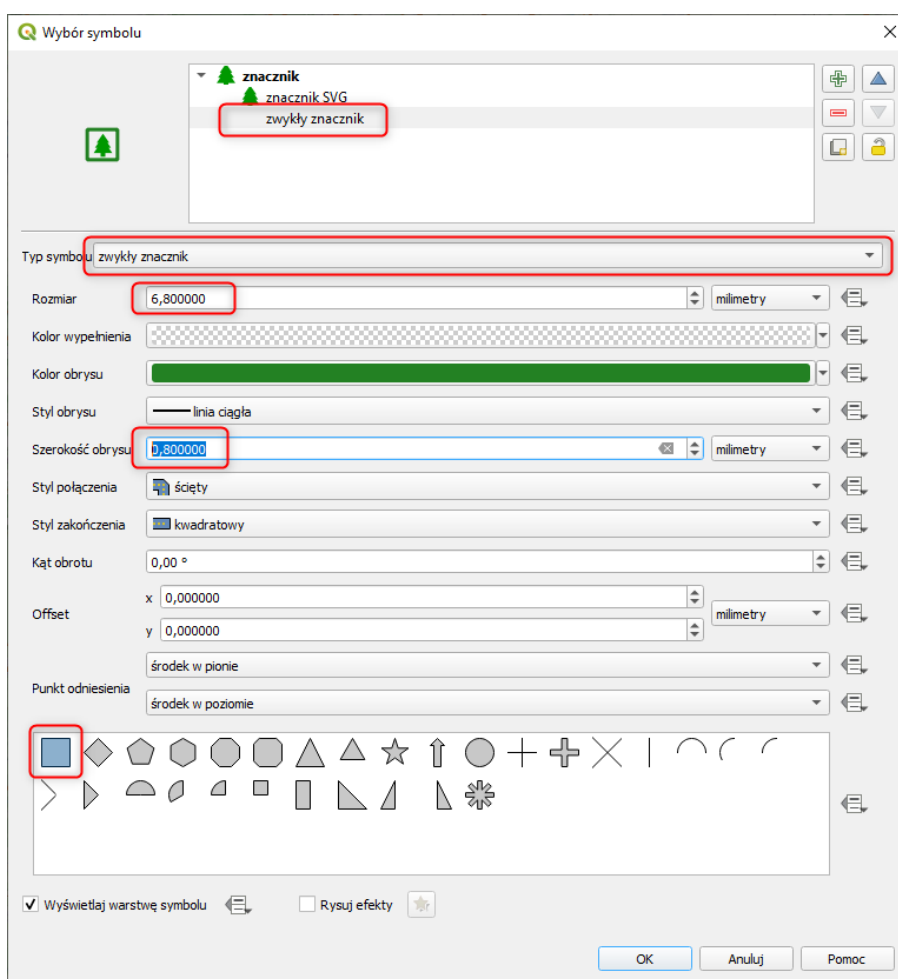 Wybór symbolu
znacznik
znacznik SVG
zwykły znacznik
Typ symbolu zwykły znacznik
Rozmiar 6,800000 milimetry
Kolor wypełnienia
Kolor obrysu
Styl obrysu linia ciągła
Szerokość obrysu 0,800000 milimetry
Styl połączenia ścięty
Styl zakończenia kwadratowy
Kąt obrotu 0,00 °
x 0,000000
Offset milimetry
y 0,000000
środek w pionie
Punkt odniesienia
środek w poziomie
Wyświetlaj warstwę symbolu Rysuj efekty
OK Anuluj Pomoc